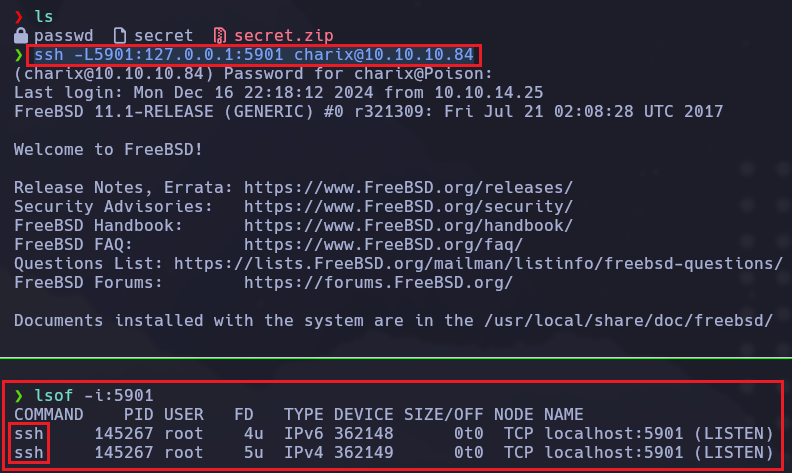 ❯ ls
passwd secret secret.zip
❯ ssh -L5901:127.0.0.1:5901 charix@10.10.10.84
(charix@10.10.10.84) Password for charix@Poison:
Last login: Mon Dec 16 22:18:12 2024 from 10.10.14.25
FreeBSD 11.1-RELEASE (GENERIC) #0 r321309: Fri Jul 21 02:08:28 UTC 2017
Welcome to FreeBSD!
Release Notes, Errata: https://www.FreeBSD.org/releases/
Security Advisories:   https://www.FreeBSD.org/security/
FreeBSD Handbook:      https://www.FreeBSD.org/handbook/
FreeBSD FAQ:           https://www.FreeBSD.org/faq/
Questions List: https://lists.FreeBSD.org/mailman/listinfo/freebsd-questions/
FreeBSD Forums:        https://forums.FreeBSD.org/
Documents installed with the system are in the /usr/local/share/doc/freebsd/
❯ lsof -i:5901
COMMAND    PID USER   FD   TYPE DEVICE SIZE/OFF NODE NAME
ssh     145267 root    4u  IPv6 362148      0t0  TCP localhost:5901 (LISTEN)
ssh     145267 root    5u  IPv4 362149      0t0  TCP localhost:5901 (LISTEN)